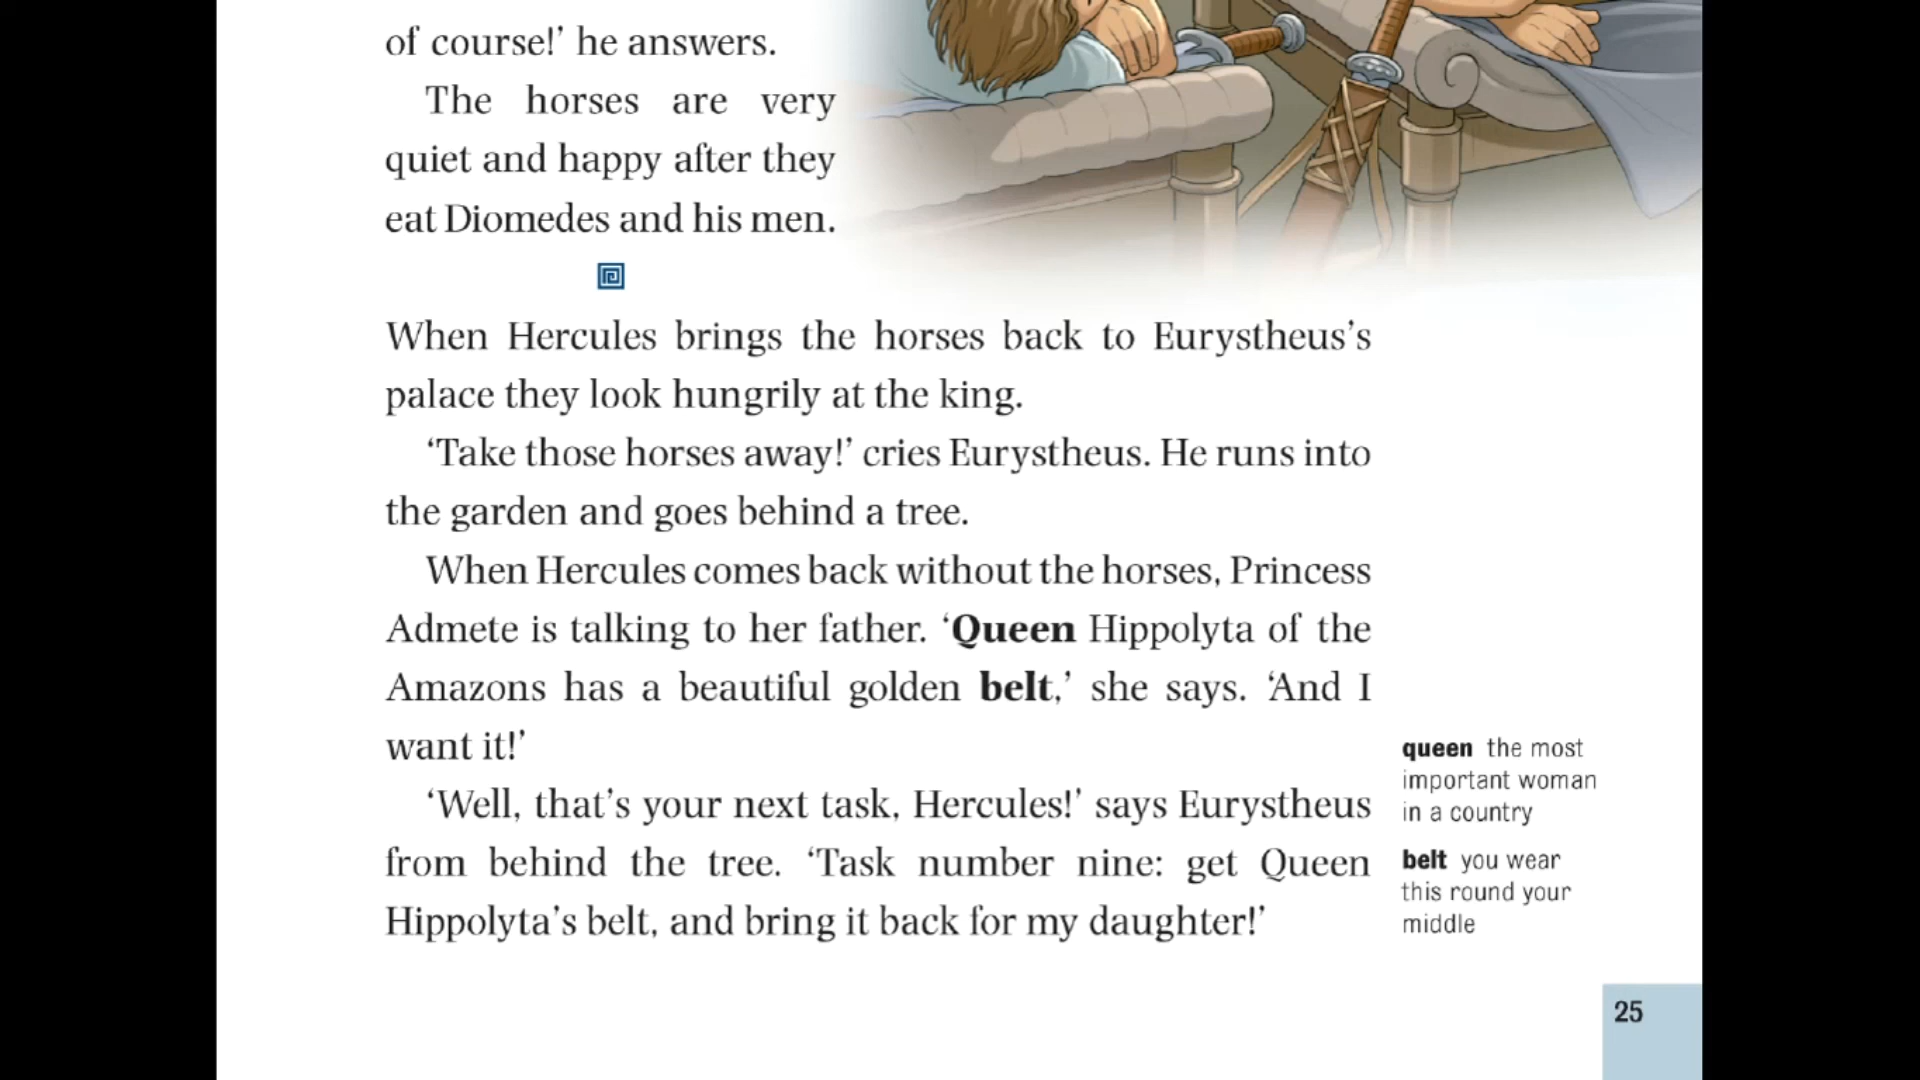 of course!’ he answers.
The horses are very
quiet and happy after they
eat Diomedes and his men.
When Hercules brings the horses back to Eurystheus’s
palace they look hungrily at the king.
‘Take those horses away!’ cries Eurystheus. He runs into
the garden and goes behind a tree.
When Hercules comes back without the horses, Princess
Admete is talking to her father. ‘Queen Hippolyta of the
Amazons has a beautiful golden belt,’ she says. ‘And I
want it!’
‘Well, that’s your next task, Hercules!’ says Eurystheus
from behind the tree. ‘Task number nine: get Queen
Hippolyta’s belt, and bring it back for my daughter!’
queen the most
important woman
in a country
belt you wear
this round your
middle
25